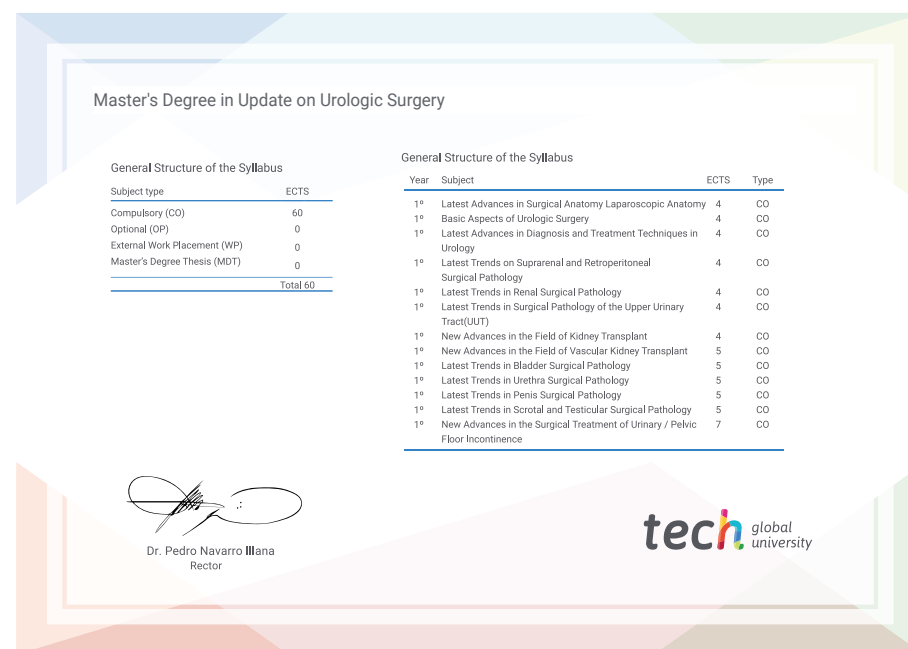 Master's Degree in Update on Urologic Surgery
General Structure of the Syllabus
Subject type ECTS
Compulsory (CO) 60
Optional (OP) 0
External Work Placement (WP) 0
Master's Degree Thesis (MDT) 0
Total 60
General Structure of the Syllabus
Year Subject ECTS Type
1º Latest Advances in Surgical Anatomy Laparoscopic Anatomy 4 CO
1º Basic Aspects of Urologic Surgery 4 CO
1º Latest Advances in Diagnosis and Treatment Techniques in 4 CO
Urology
1º Latest Trends on Suprarenal and Retroperitoneal 4 CO
Surgical Pathology
1º Latest Trends in Renal Surgical Pathology 4 CO
1º Latest Trends in Surgical Pathology of the Upper Urinary 4 CO
Tract(UUT)
1º New Advances in the Field of Kidney Transplant 4 CO
1º New Advances in the Field of Vascular Kidney Transplant 5 CO
1º Latest Trends in Bladder Surgical Pathology 5 CO
1º Latest Trends in Urethra Surgical Pathology 5 CO
1º Latest Trends in Penis Surgical Pathology 5 CO
1º Latest Trends in Scrotal and Testicular Surgical Pathology 5 CO
1º New Advances in the Surgical Treatment of Urinary / Pelvic 7 CO
Floor Incontinence
Dr. Pedro Navarro Illana
Rector
tech global
university